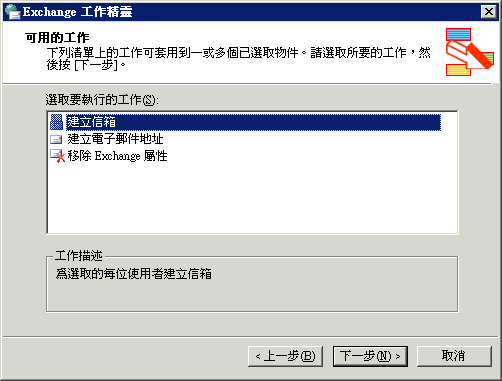 Exchange 工作精靈
可用的工作
下列清單上的工作可套用到一或多個已選取物件。請選取所要的工作，然
後按 [下一步]。
選取要執行的工作(S):
建立信箱
建立電子郵件地址
移除 Exchange 屬性
工作描述
為選取的每位使用者建立信箱
< 上一步(B)
下一步(N) >
取消